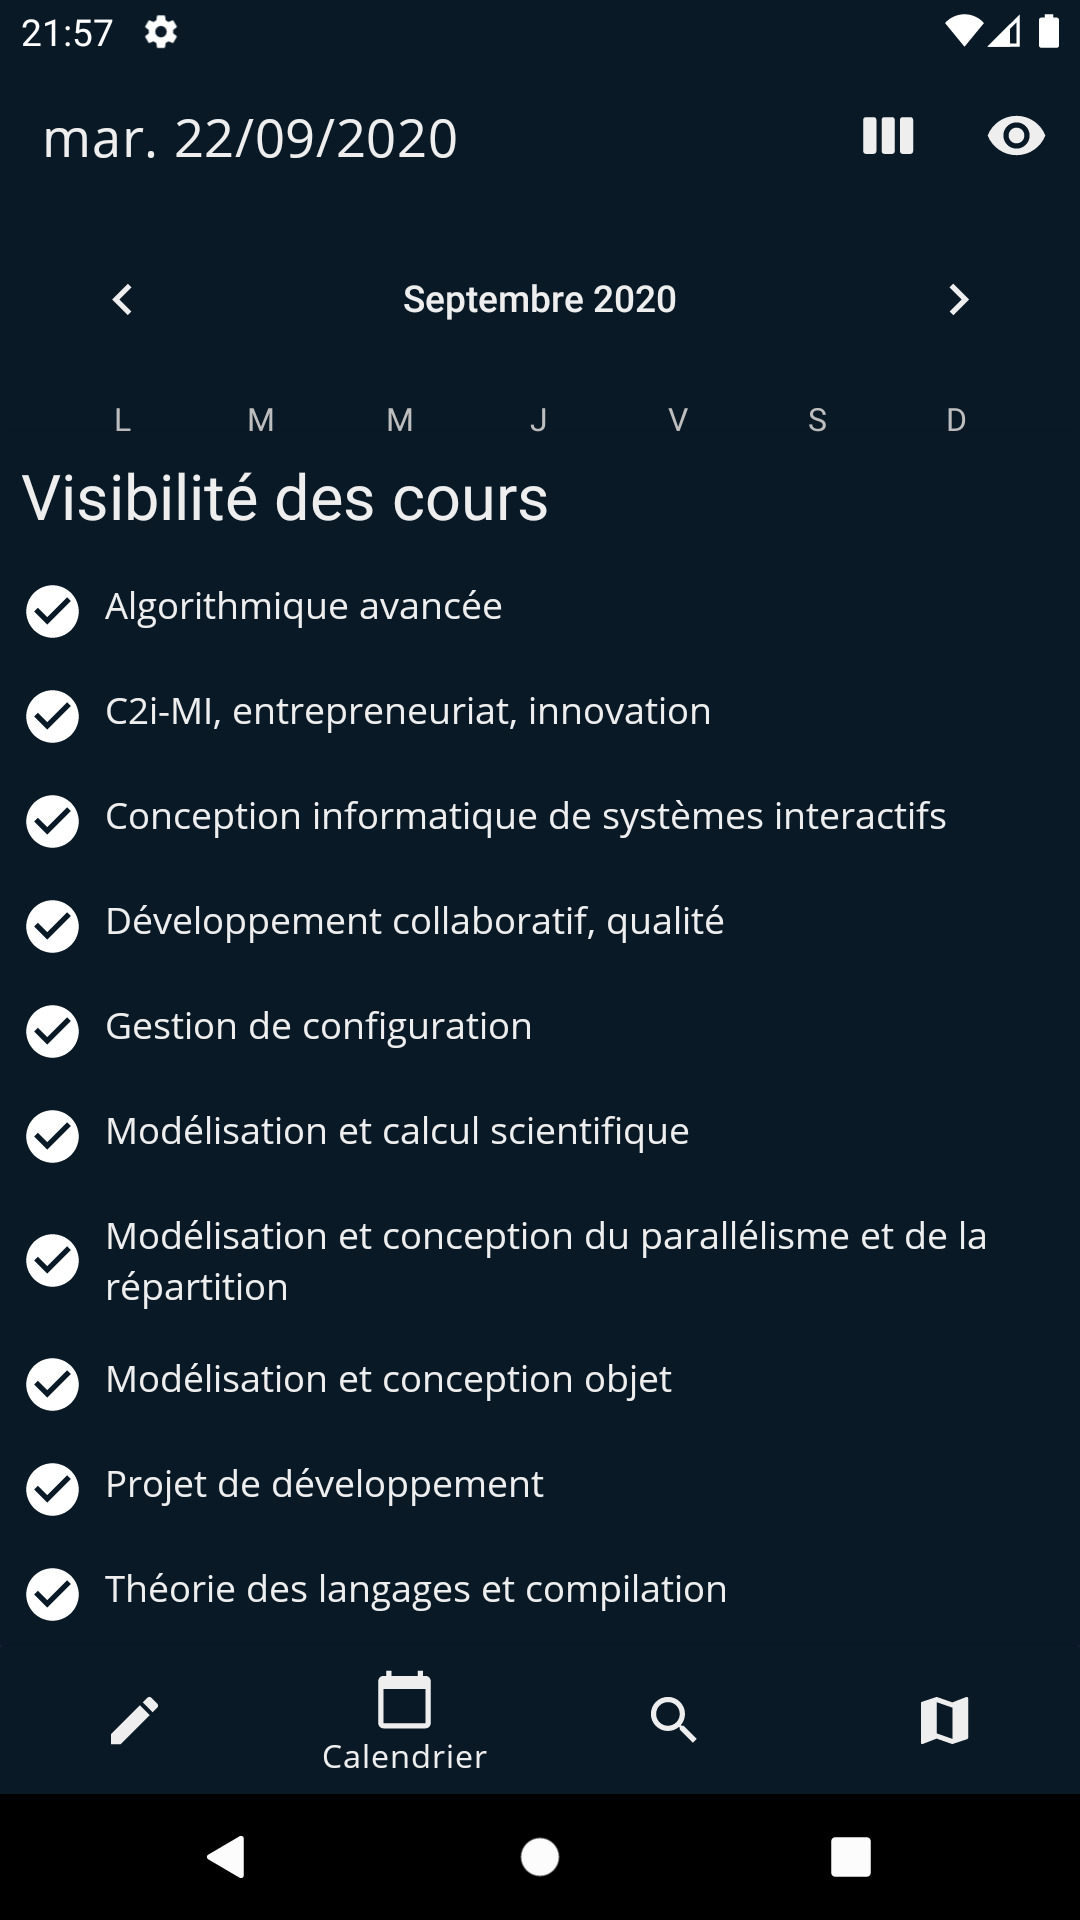 21:57
mar. 22/09/2020
Septembre 2020
L M M J V S D
Visibilité des cours
Algorithmique avancée
C2i-MI, entrepreneuriat, innovation
Conception informatique de systèmes interactifs
Développement collaboratif, qualité
Gestion de configuration
Modélisation et calcul scientifique
Modélisation et conception du parallélisme et de la
répartition
Modélisation et conception objet
Projet de développement
Théorie des langages et compilation
Calendrier